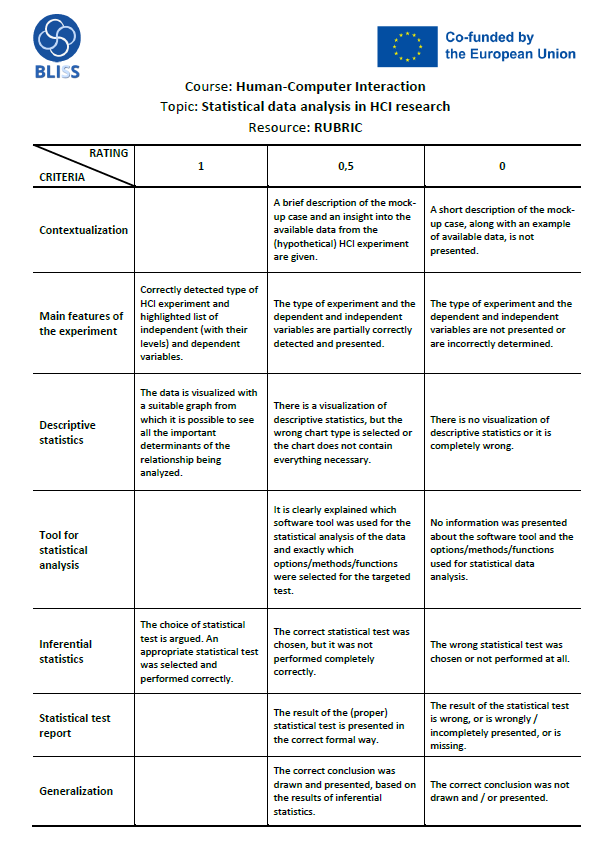 BLISS
Co-funded by
the European Union
Course: Human-Computer Interaction
Topic: Statistical data analysis in HCI research
Resource: RUBRIC
RATING
CRITERIA
1
0,5
0
Contextualization
A brief description of the mock-
up case and an insight into the
available data from the
(hypothetical) HCI experiment
are given.
A short description of the mock-
up case, along with an example
of available data, is not
presented.
Main features of
the experiment
Correctly detected type of
HCI experiment and
highlighted list of
independent (with their
levels) and dependent
variables.
The type of experiment and the
dependent and independent
variables are partially correctly
detected and presented.
The type of experiment and the
dependent and independent
variables are not presented or
are incorrectly determined.
Descriptive
statistics
The data is visualized with
a suitable graph from
which it is possible to see
all the important
determinants of the
relationship being
analyzed.
There is a visualization of
descriptive statistics, but the
wrong chart type is selected or
the chart does not contain
everything necessary.
There is no visualization of
descriptive statistics or it is
completely wrong.
Tool for
statistical
analysis
It is clearly explained which
software tool was used for the
statistical analysis of the data
and exactly which
options/methods/functions
were selected for the targeted
test.
No information was presented
about the software tool and the
options/methods/functions
used for statistical data
analysis.
Inferential
statistics
The choice of statistical
test is argued. An
appropriate statistical test
was selected and
performed correctly.
The correct statistical test was
chosen, but it was not
performed completely
correctly.
The wrong statistical test was
chosen or not performed at all.
Statistical test
report
The result of the (proper)
statistical test is presented in
the correct formal way.
The result of the statistical test
is wrong, or is wrongly /
incompletely presented, or is
missing.
Generalization
The correct conclusion was
drawn and presented, based on
the results of inferential
statistics.
The correct conclusion was not
drawn and / or presented.